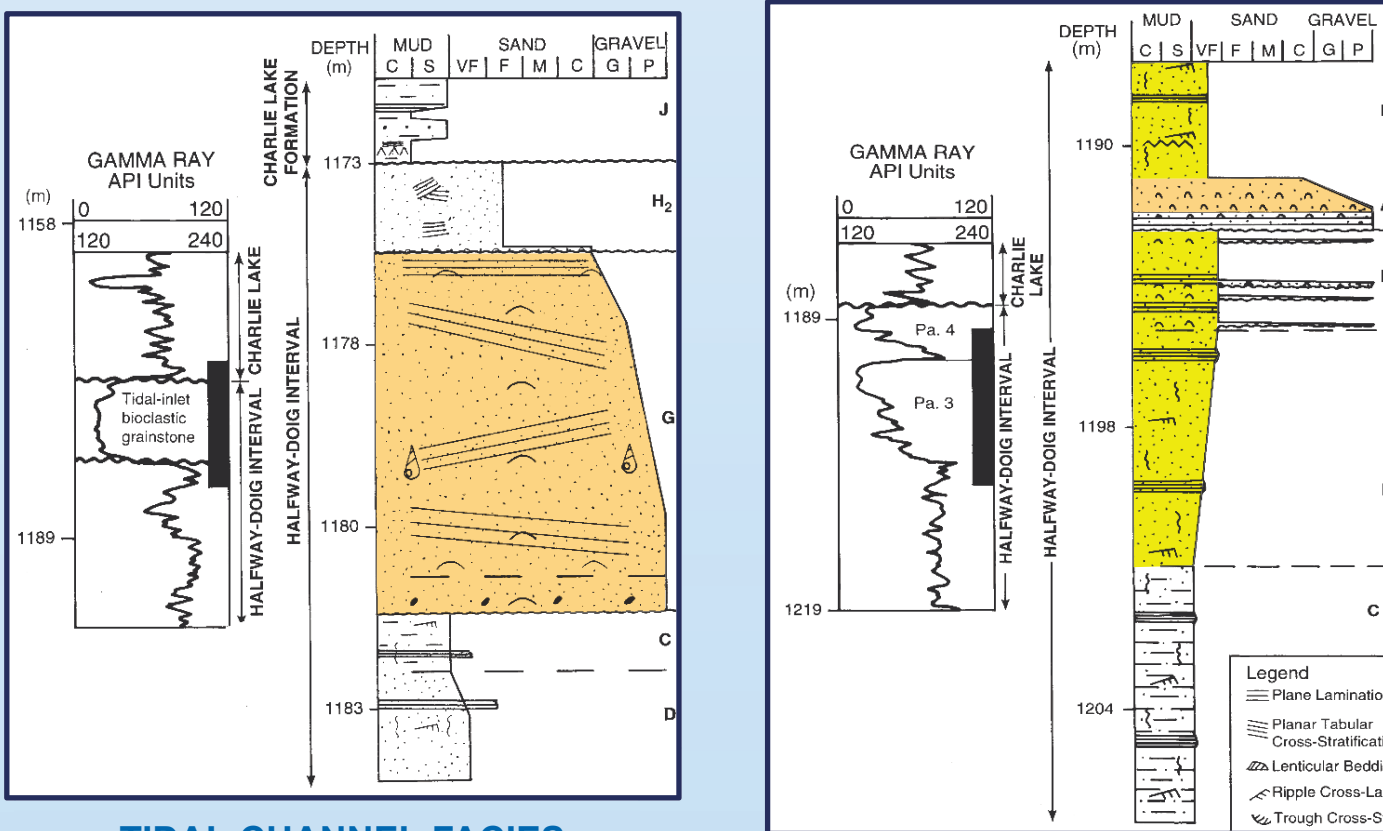 DEPTH
(m)
MUD SAND GRAVEL
C S VF F M C G P
CHARLIE LAKE
FORMATION
J
1173
H2
GAMMA RAY
API Units
(m)
0 120
120 240
1158
CHARLIE LAKE
HALFWAY-DOIG INTERVAL
HALFWAY-DOIG INTERVAL
Tidal-inlet
bioclastic
grainstone
1189
1178
G
1180
C
1183
D
DEPTH
(m)
MUD SAND GRAVEL
C S VF F M C G P
1190
GAMMA RAY
API Units
0 120
120 240
(m)
1189
CHARLIE
LAKE
Pa. 4
Pa. 3
HALFWAY-DOIG INTERVAL
HALFWAY-DOIG INTERVAL
1219
1198
C
1204
Legend
Plane Lamination
Planar Tabular
Cross-Stratificati
Lenticular Beddi
Ripple Cross-La
Trough Cross-S
TIDAL CHANNEL FACIES